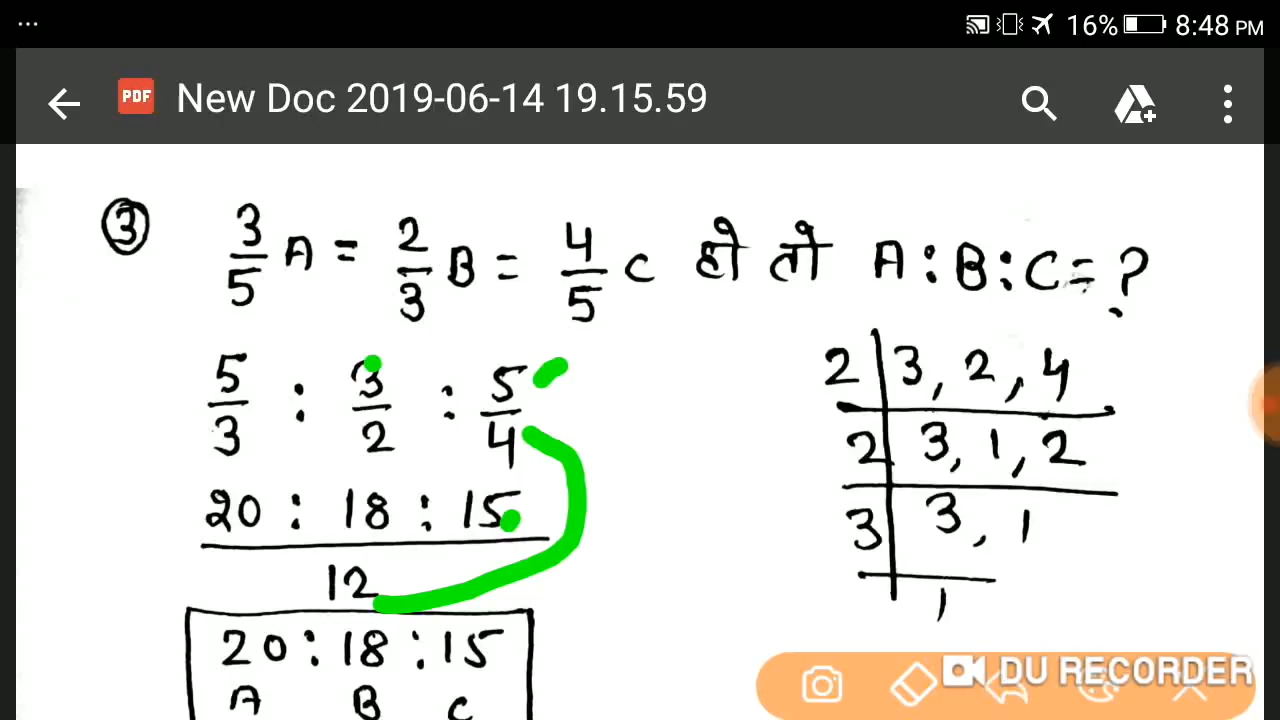 ... 16% 8:48 PM
PDF New Doc 2019-06-14 19.15.59
③ 3/5 A = 2/3 B = 4/5 C हो तो A : B : C = ?
5/3 : 3/2 : 5/4
20 : 18 : 15
12
20 : 18 : 15
A B C
2 3, 2, 4
2 3, 1, 2
3 3, 1
1
DU RECORDER